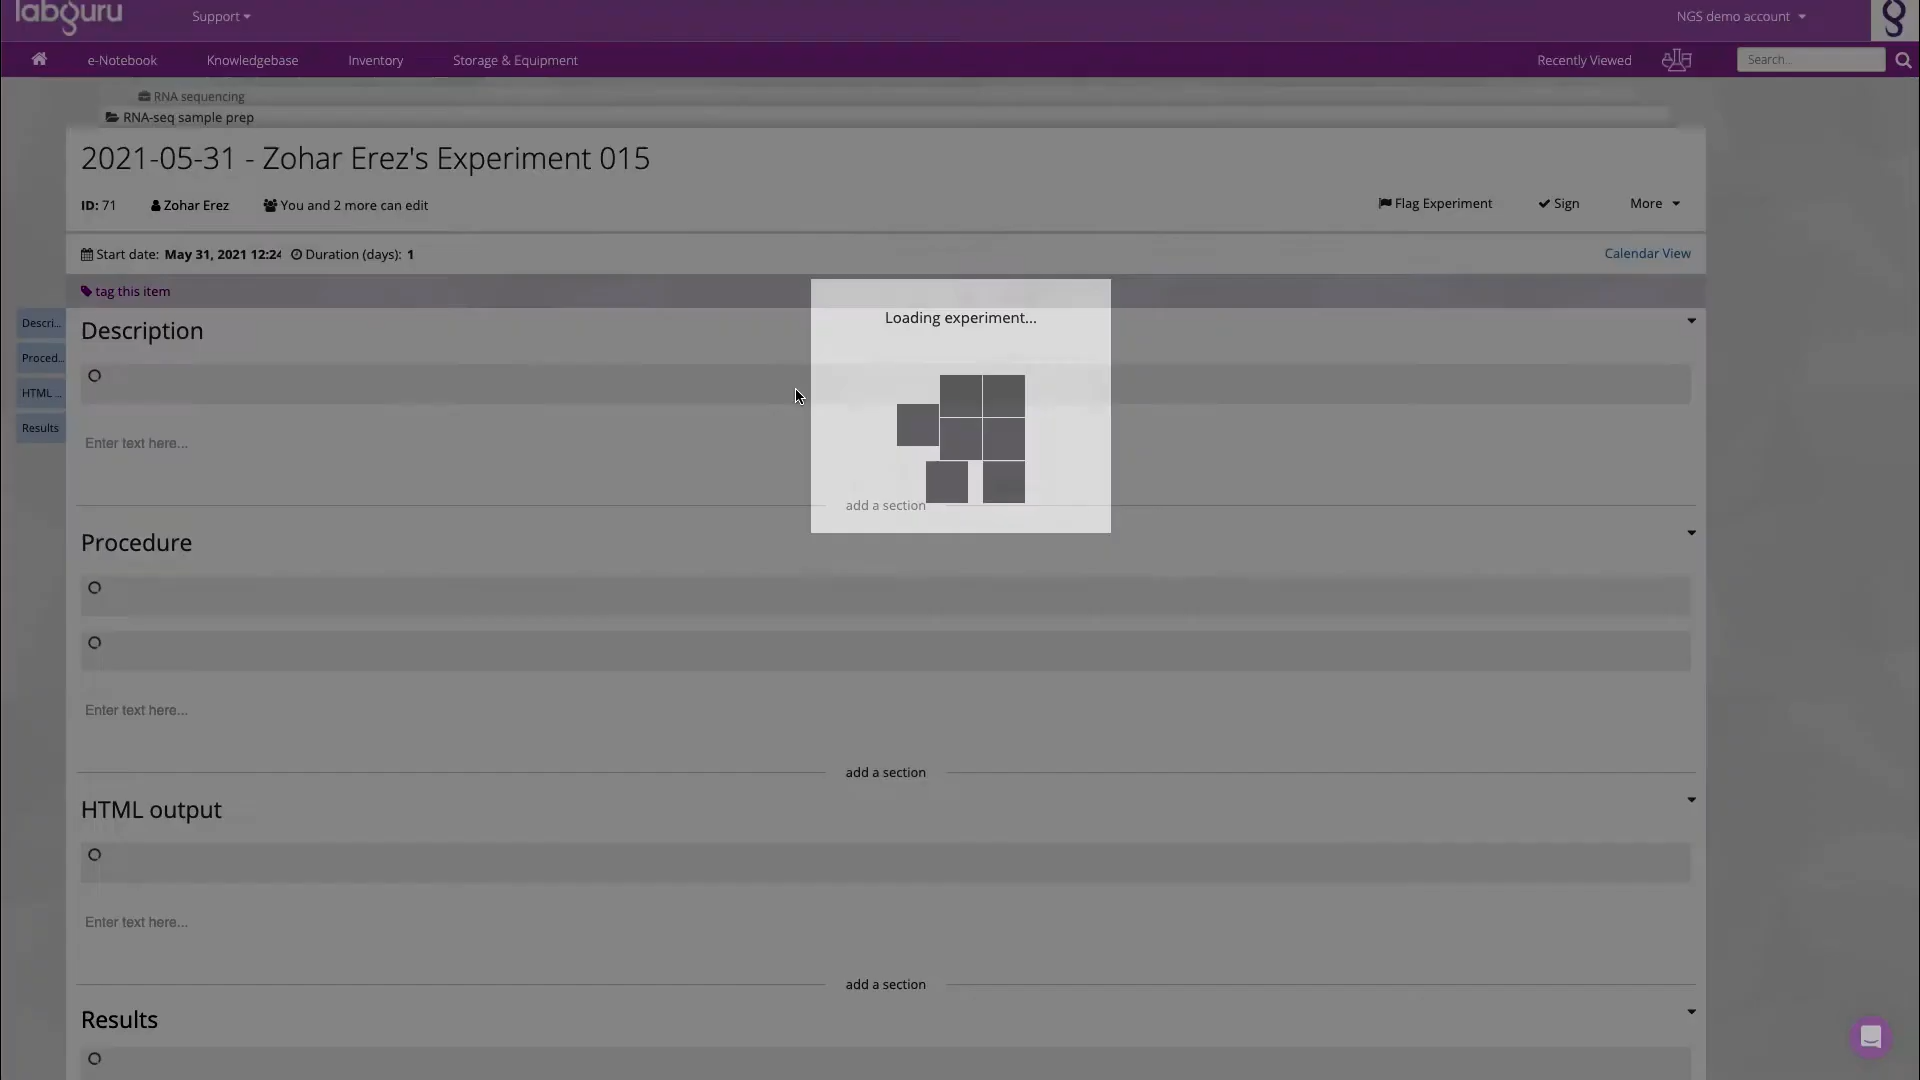 labguru
Support
NGS demo account
e-Notebook
Knowledgebase
Inventory
Storage & Equipment
Recently Viewed
Search...
RNA sequencing
RNA-seq sample prep
2021-05-31 - Zohar Erez's Experiment 015
ID: 71
Zohar Erez
You and 2 more can edit
Flag Experiment
Sign
More
Start date: May 31, 2021 12:24
Duration (days): 1
Calendar View
tag this item
Loading experiment...
Descri...
Proced...
HTML ...
Results
Description
Enter text here...
add a section
Procedure
Enter text here...
add a section
HTML output
Enter text here...
add a section
Results